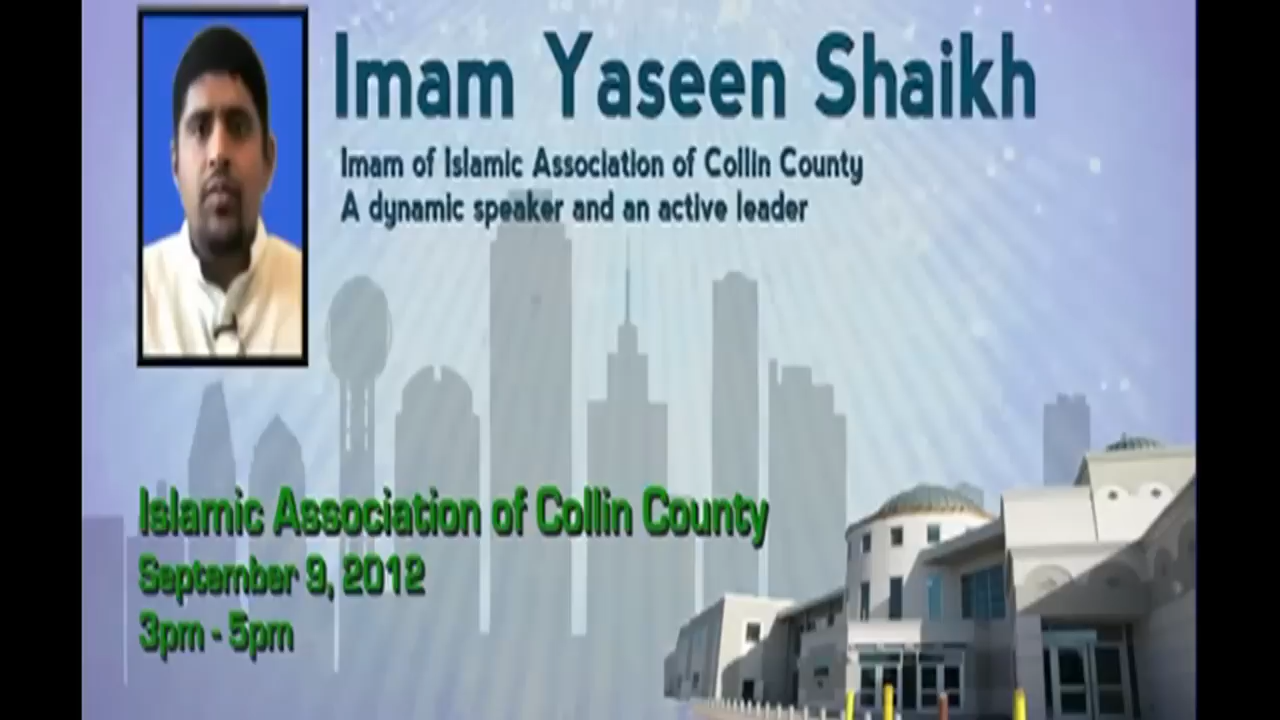 Imam Yaseen Shaikh
Imam of Islamic Association of Collin County
A dynamic speaker and an active leader
Islamic Association of Collin County
September 9, 2012
3pm - 5pm